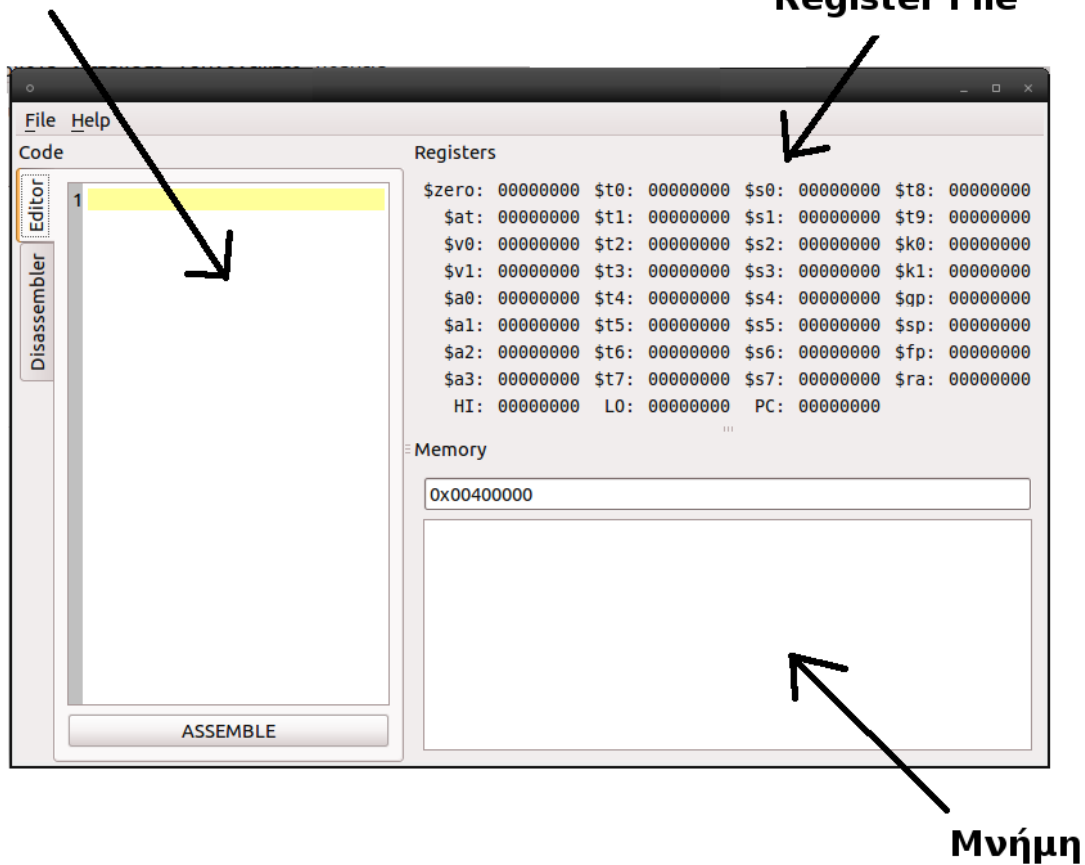 Register File
File Help
Code
Registers
Editor
Disassembler
1
$zero: 00000000 $t0: 00000000 $s0: 00000000 $t8: 00000000
$at: 00000000 $t1: 00000000 $s1: 00000000 $t9: 00000000
$v0: 00000000 $t2: 00000000 $s2: 00000000 $k0: 00000000
$v1: 00000000 $t3: 00000000 $s3: 00000000 $k1: 00000000
$a0: 00000000 $t4: 00000000 $s4: 00000000 $gp: 00000000
$a1: 00000000 $t5: 00000000 $s5: 00000000 $sp: 00000000
$a2: 00000000 $t6: 00000000 $s6: 00000000 $fp: 00000000
$a3: 00000000 $t7: 00000000 $s7: 00000000 $ra: 00000000
HI: 00000000 LO: 00000000 PC: 00000000
Memory
0x00400000
ASSEMBLE
Μνήμη